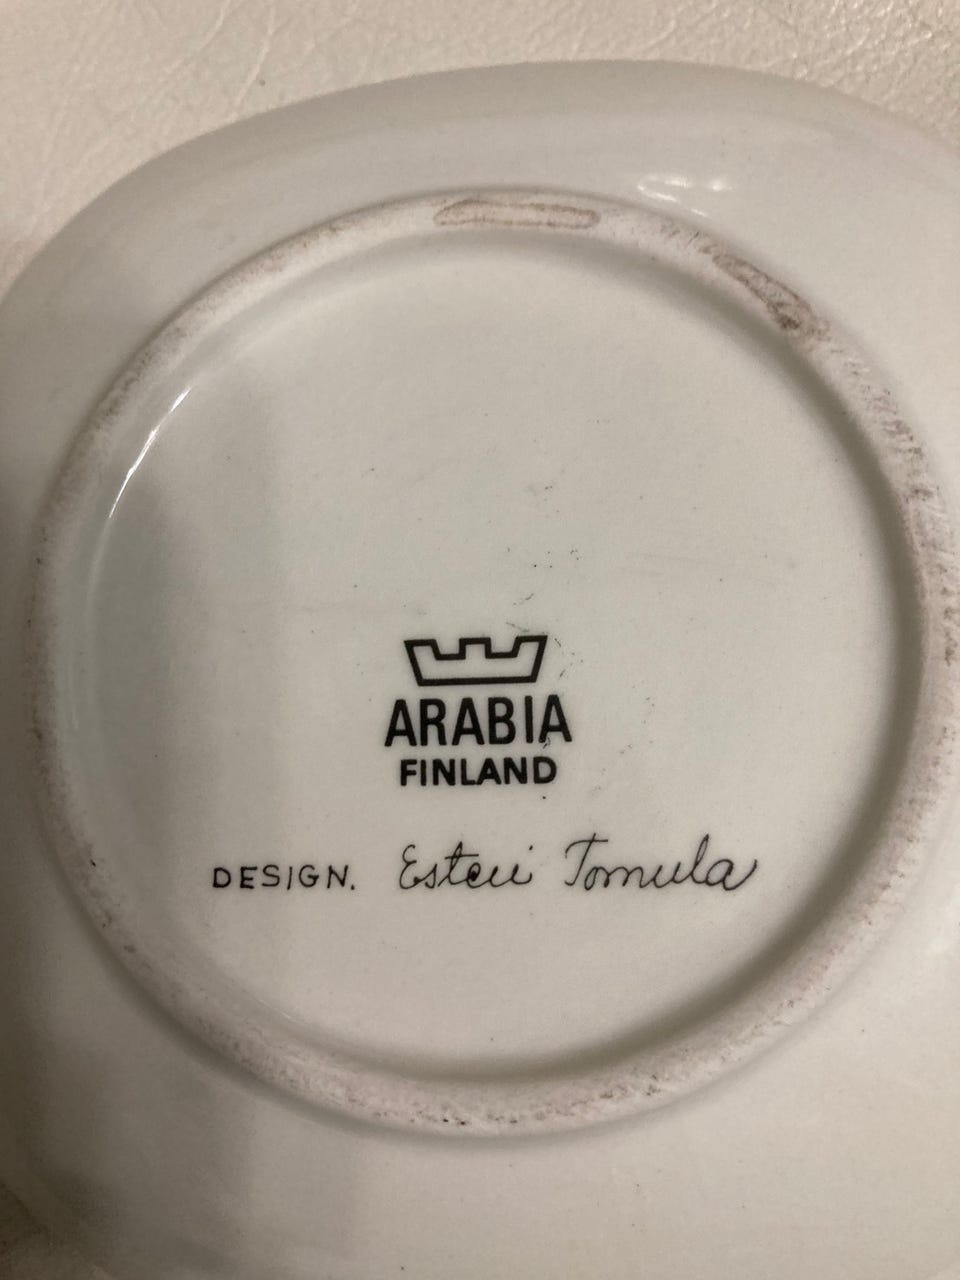 ARABIA
FINLAND
DESIGN. Esteri Tomula